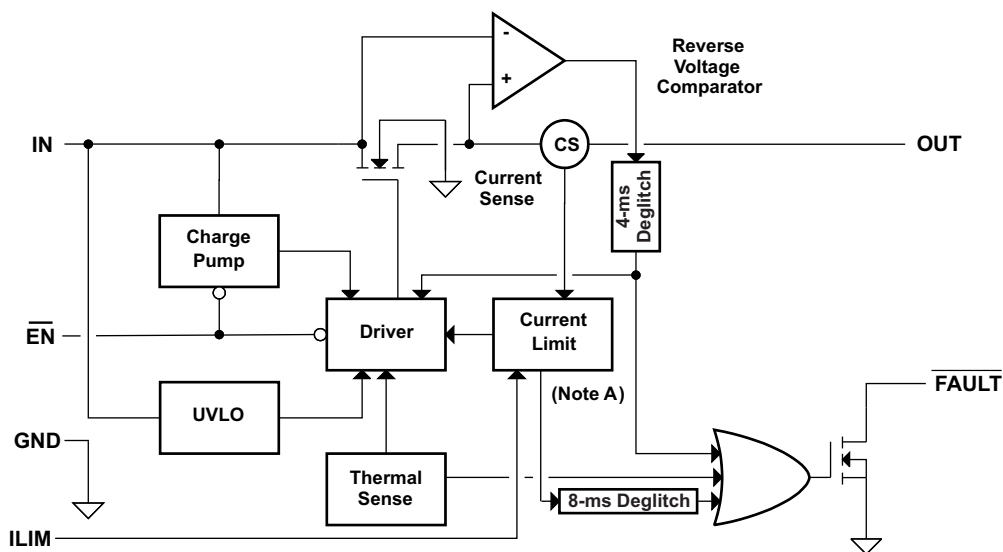 Reverse
Voltage
Comparator
-
+
IN
CS
OUT
Current
Sense
4-ms
Deglitch
Charge
Pump
EN
Driver
Current
Limit
(Note A)
FAULT
UVLO
GND
Thermal
Sense
8-ms Deglitch
ILIM